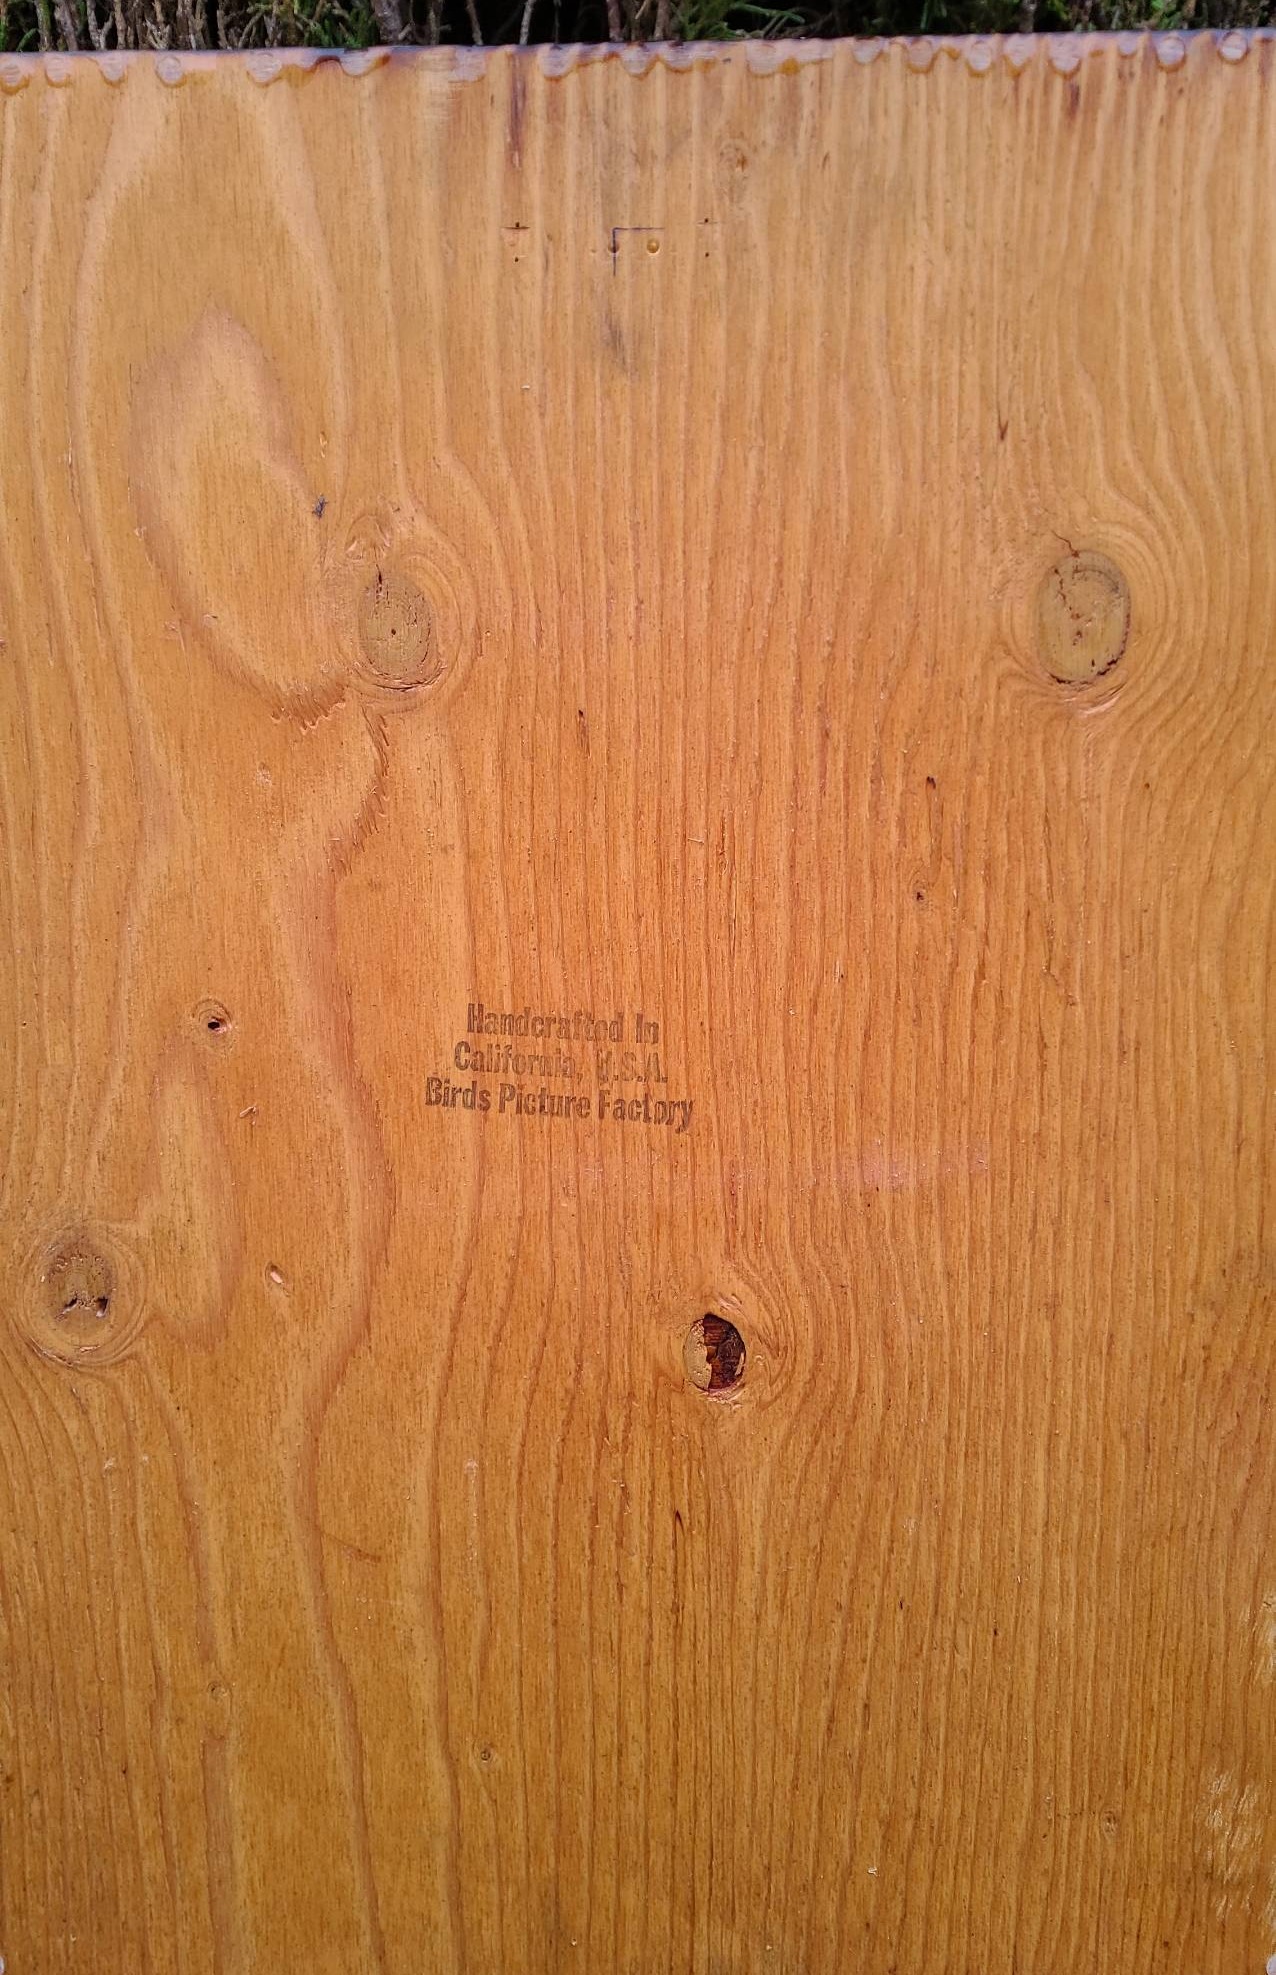 Handcrafted In
California, U.S.A.
Birds Picture Factory